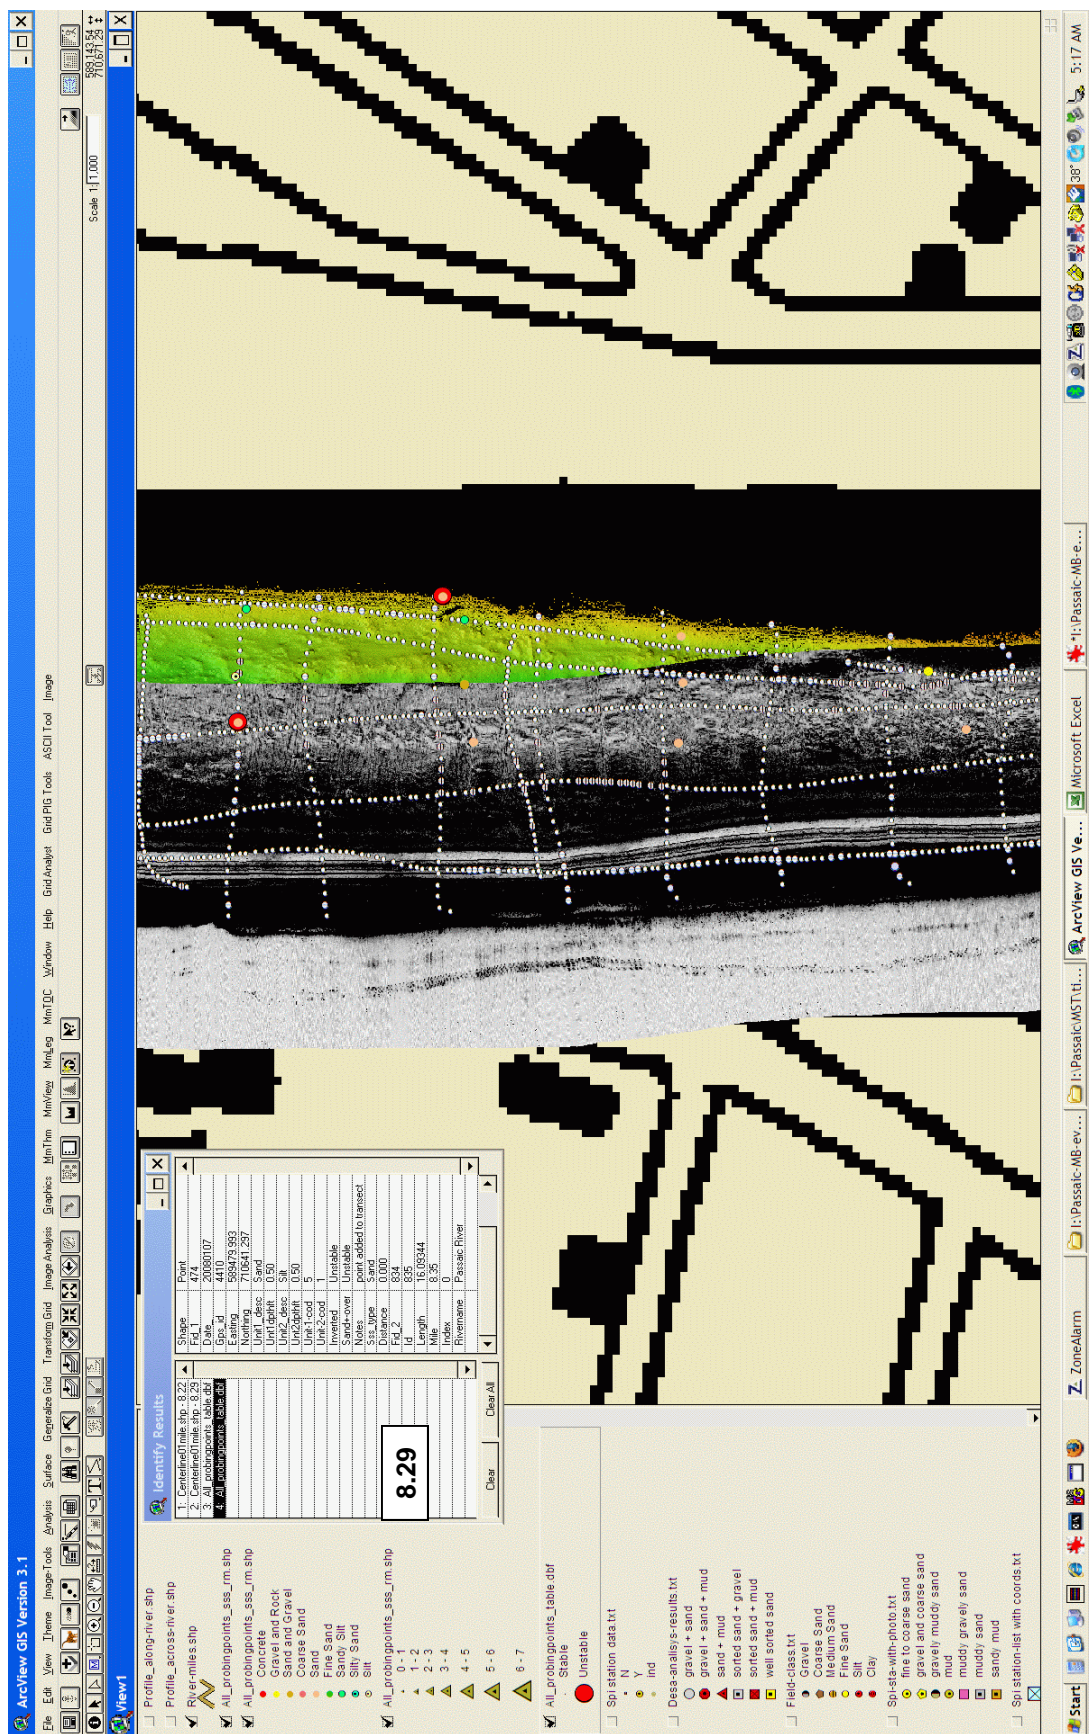 ArcView GIS Version 3.1
File Edit View Theme Image-Tools Analysis Surface Generalize Grid Transform Grid Image Analysis Graphics MmThm MmView MmLeg MmTOC Window Help Grid Analyst Grid PIG Tools ASCII Tool Image
Scale 1: 1,000
589,143.54
710,671.29
View1
Profile_along-river.shp
Profile_across-river.shp
River-miles.shp
All_probingpoints_sss_rm.shp
All_probingpoints_sss_rm.shp
Concrete
Gravel and Rock
Sand and Gravel
Coarse Sand
Sand
Fine Sand
Sandy Silt
Silty Sand
Silt
All_probingpoints_sss_rm.shp
0 - 1
1 - 2
2 - 3
3 - 4
4 - 5
5 - 6
6 - 7
All_probingpoints_table.dbf
Stable
Unstable
Spi station data.txt
N
Y
ind
Desa-analysis-results.txt
gravel + sand
gravel + sand + mud
sand + mud
sorted sand + gravel
sorted sand + mud
well sorted sand
Field-class.txt
Gravel
Coarse Sand
Medium Sand
Fine Sand
Silt
Clay
Spi-sta-with-photo.txt
fine to coarse sand
gravel and coarse sand
gravely muddy sand
mud
muddy gravely sand
muddy sand
sandy mud
Spi station-list with coords.txt
Identify Results
1: Centerline01mile.shp - 8.22
2: Centerline01mile.shp - 8.29
3: All_probingpoints_table.dbf
4: All_probingpoints_table.dbf
8.29
Clear
Clear All
Shape Point
Fid_1 474
Date_ 20080107
Gps_id 4410
Easting 589479.993
Northing 710641.297
Unit1_desc Sand
Unt1dpthft 0.50
Unit2_desc Silt
Unt2dpthft 0.50
Unit-1-cod 5
Unit-2-cod 1
Inverted Unstable
Sand+-over Unstable
Notes point added to transect
Sss_type Sand
Distance 0.000
Fid_2 834
Id 835
Length 16.09344
Mile 8.35
Index 0
Rivername Passaic River
Start
ZoneAlarm
I:\Passaic-MB-ev...
I:\Passaic\MST\ti...
ArcView GIS Ve...
Microsoft Excel
*I:\Passaic-MB-e...
38°
5:17 AM